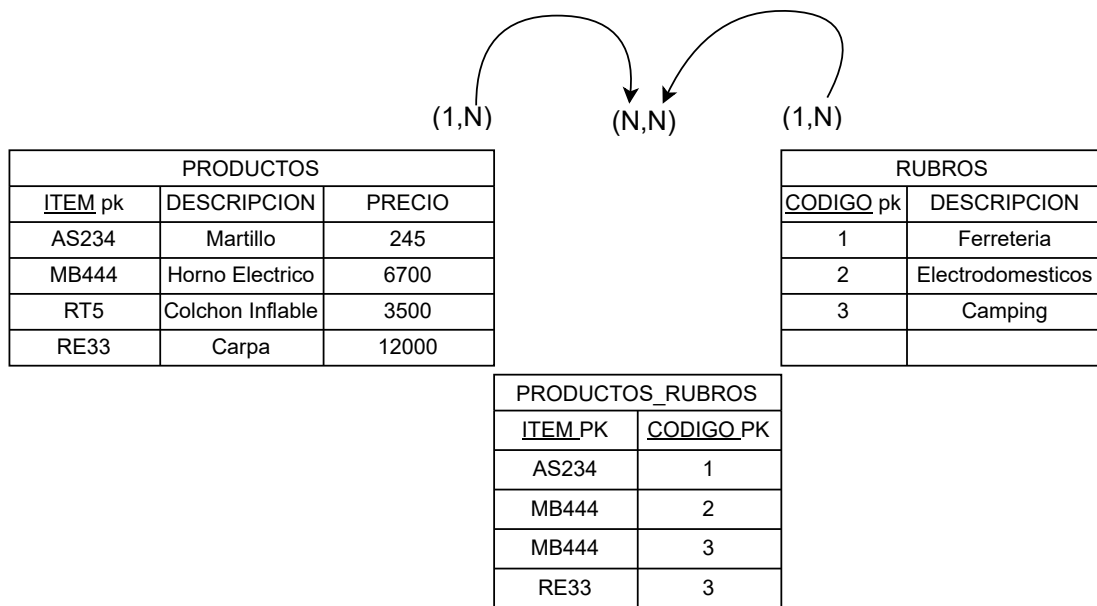 (1,N) (N,N) (1,N)
PRODUCTOS
ITEM pk DESCRIPCION PRECIO
AS234 Martillo 245
MB444 Horno Electrico 6700
RT5 Colchon Inflable 3500
RE33 Carpa 12000
RUBROS
CODIGO pk DESCRIPCION
1 Ferreteria
2 Electrodomesticos
3 Camping
PRODUCTOS_RUBROS
ITEM PK CODIGO PK
AS234 1
MB444 2
MB444 3
RE33 3